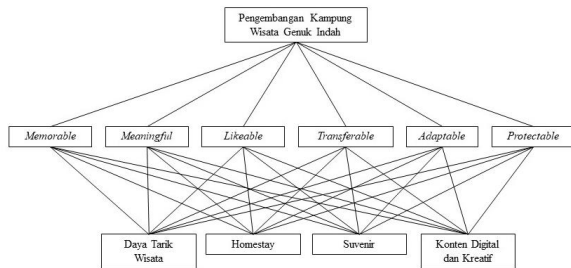 Pengembangan Kampung
Wisata Genuk Indah
Memorable
Meaningful
Likeable
Transferable
Adaptable
Protectable
Daya Tarik
Wisata
Homestay
Suvenir
Konten Digital
dan Kreatif